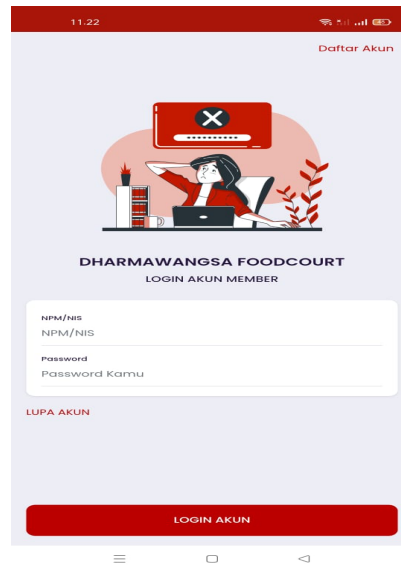 11.22
Daftar Akun
DHARMAWANGSA FOODCOURT
LOGIN AKUN MEMBER
NPM/NIS
NPM/NIS
Password
Password Kamu
LUPA AKUN
LOGIN AKUN